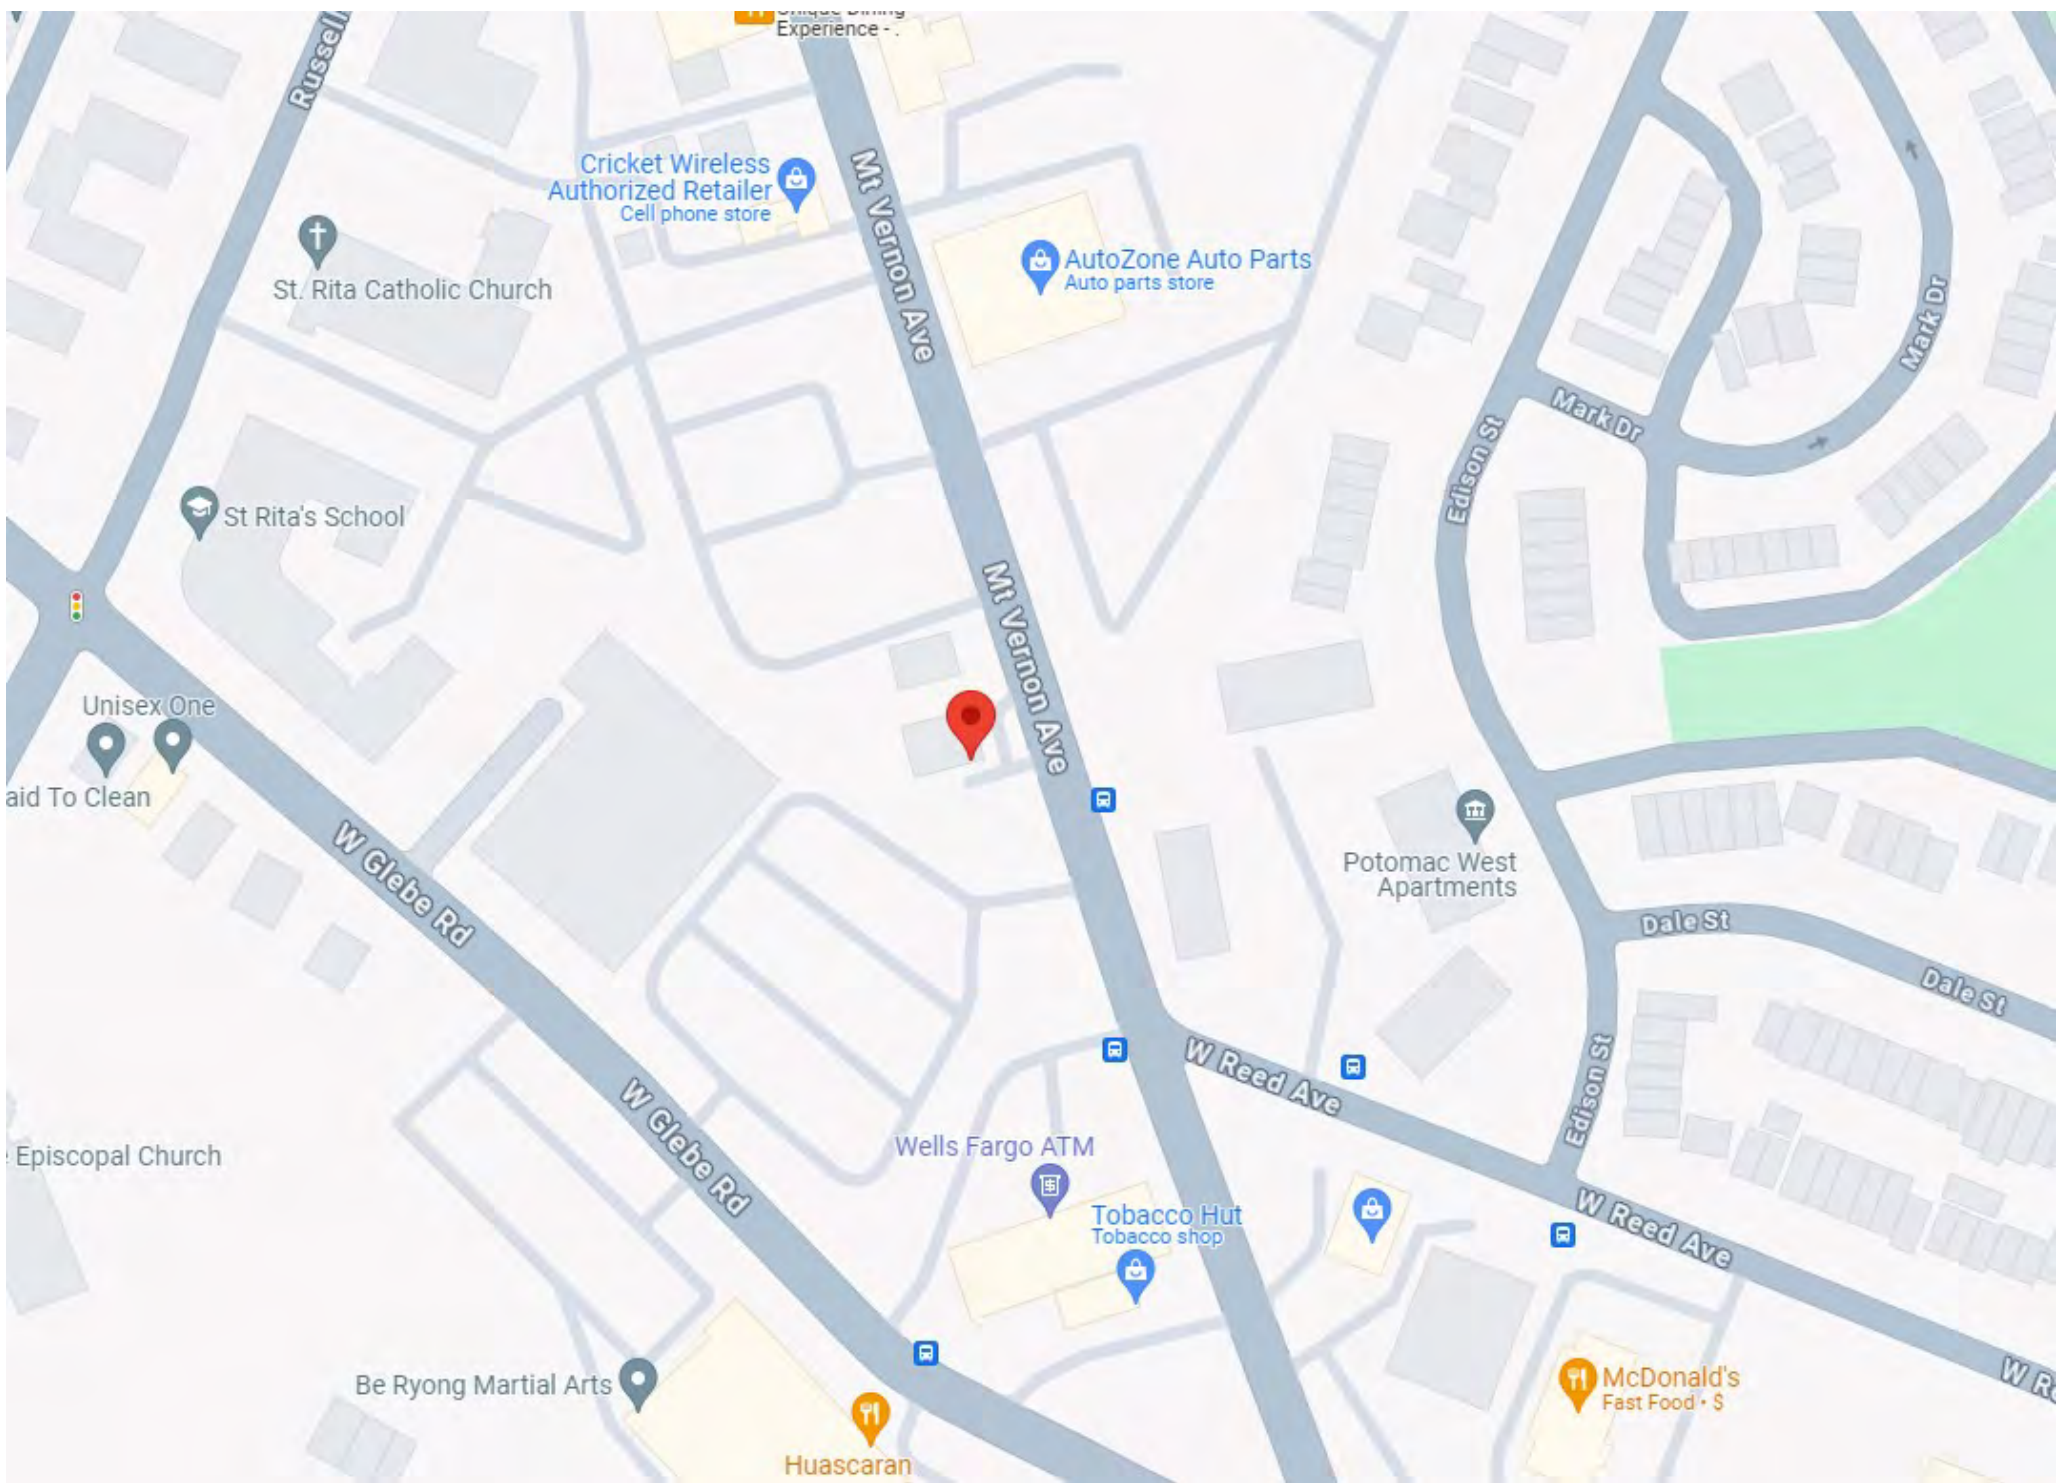 Experience - .
Russell
Cricket Wireless
Authorized Retailer
Cell phone store
Mt Vernon Ave
AutoZone Auto Parts
Auto parts store
St. Rita Catholic Church
Mark Dr
Mark Dr
Edison St
St Rita's School
Mt Vernon Ave
Unisex One
aid To Clean
W Glebe Rd
Potomac West
Apartments
Dale St
Dale St
W Reed Ave
Edison St
W Glebe Rd
Wells Fargo ATM
Episcopal Church
Tobacco Hut
Tobacco shop
W Reed Ave
Be Ryong Martial Arts
McDonald's
Fast Food • $
W Re
Huascaran